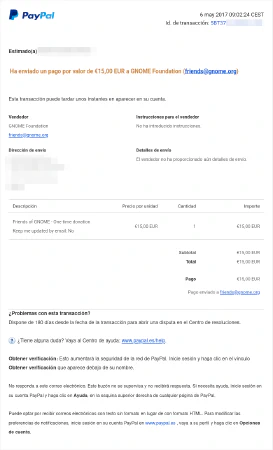 PayPal
6 may 2017 09:02:24 CEST
Id. de transacción:
Estimado(a)
Ha enviado un pago por valor de €15,00 EUR a GNOME Foundation (friends@gnome.org)
Esta transacción puede tardar unos instantes en aparecer en su cuenta.
Vendedor
GNOME Foundation
friends@gnome.org
Instrucciones para el vendedor
No ha introducido instrucciones.
Dirección de envío
Detalles de envío
El vendedor no ha proporcionado aún detalles de envío.
Descripción Precio por unidad Cantidad Importe
Friends of GNOME - One time donation €15,00 EUR 1 €15,00 EUR
Keep me updated by email: No
Subtotal €15,00 EUR
Total €15,00 EUR
Pago €15,00 EUR
Pago enviado a friends@gnome.org
¿Problemas con esta transacción?
Dispone de 180 días desde la fecha de la transacción para abrir una disputa en el Centro de resoluciones.
¿Tiene alguna duda? Vaya al Centro de ayuda: www.paypal.es/help.
Obtener verificación: Esto aumentará la seguridad de la red de PayPal. Inicie sesión y haga clic en el vínculo
Obtener verificación que aparece debajo de su nombre.
No responda a este correo electrónico. Este buzón no se supervisa y no recibirá respuesta. Si necesita ayuda, inicie sesión en
su cuenta PayPal y haga clic en Ayuda, en la esquina superior derecha de cualquier página de PayPal.
Puede optar por recibir correos electrónicos con texto sin formato en lugar de con formato HTML. Para modificar las
preferencias de notificaciones, inicie sesión en su cuenta PayPal en www.paypal.es , vaya a su perfil y haga clic en Opciones
de cuenta.